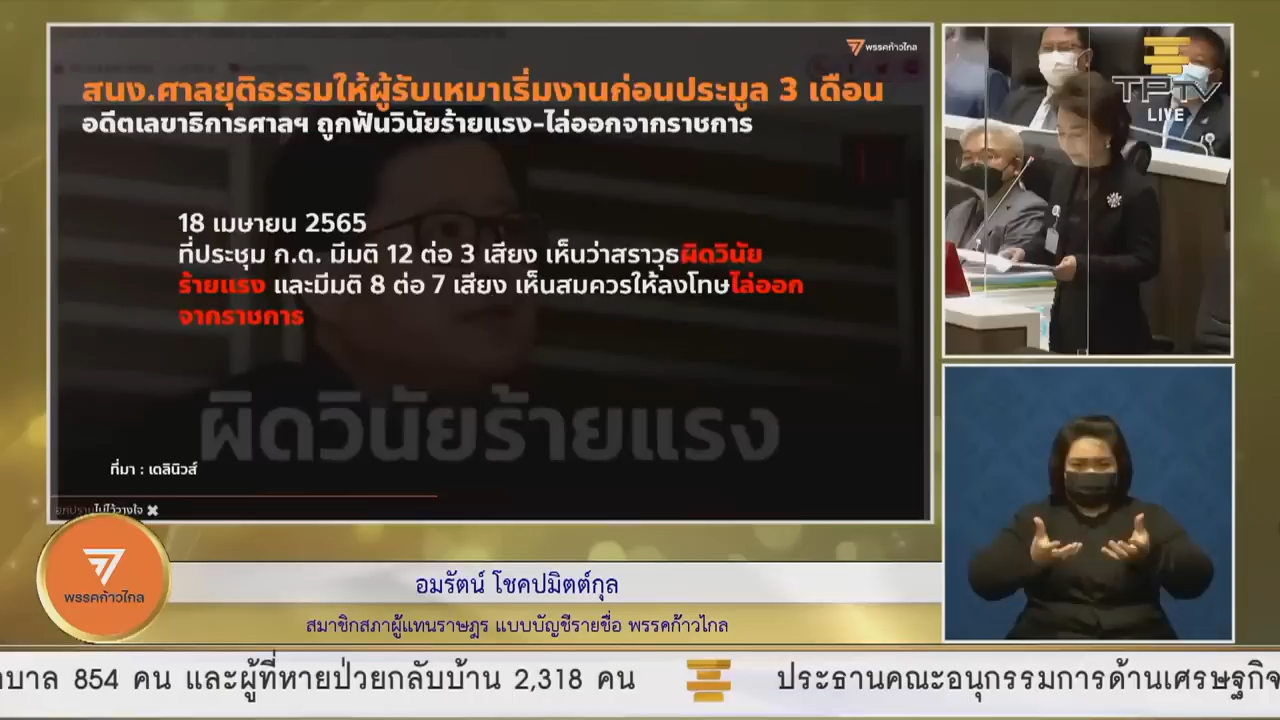 พรรคก้าวไกล
สนง.ศาลยุติธรรมให้ผู้รับเหมาเริ่มงานก่อนประมูล 3 เดือน
อดีตเลขาธิการศาลฯ ถูกฟันวินัยร้ายแรง-ไล่ออกจากราชการ
18 เมษายน 2565
ที่ประชุม ก.ต. มีมติ 12 ต่อ 3 เสียง เห็นว่าสราวุธผิดวินัย
ร้ายแรง และมีมติ 8 ต่อ 7 เสียง เห็นสมควรให้ลงโทษไล่ออก
จากราชการ
ผิดวินัยร้ายแรง
ที่มา : เดลินิวส์
ไม่ไว้วางใจ
TPTV
LIVE
พรรคก้าวไกล
อมรัตน์ โชคปมิตต์กุล
สมาชิกสภาผู้แทนราษฎร แบบบัญชีรายชื่อ พรรคก้าวไกล
บาล 854 คน และผู้ที่หายป่วยกลับบ้าน 2,318 คน ประธานคณะอนุกรรมการด้านเศรษฐกิจ